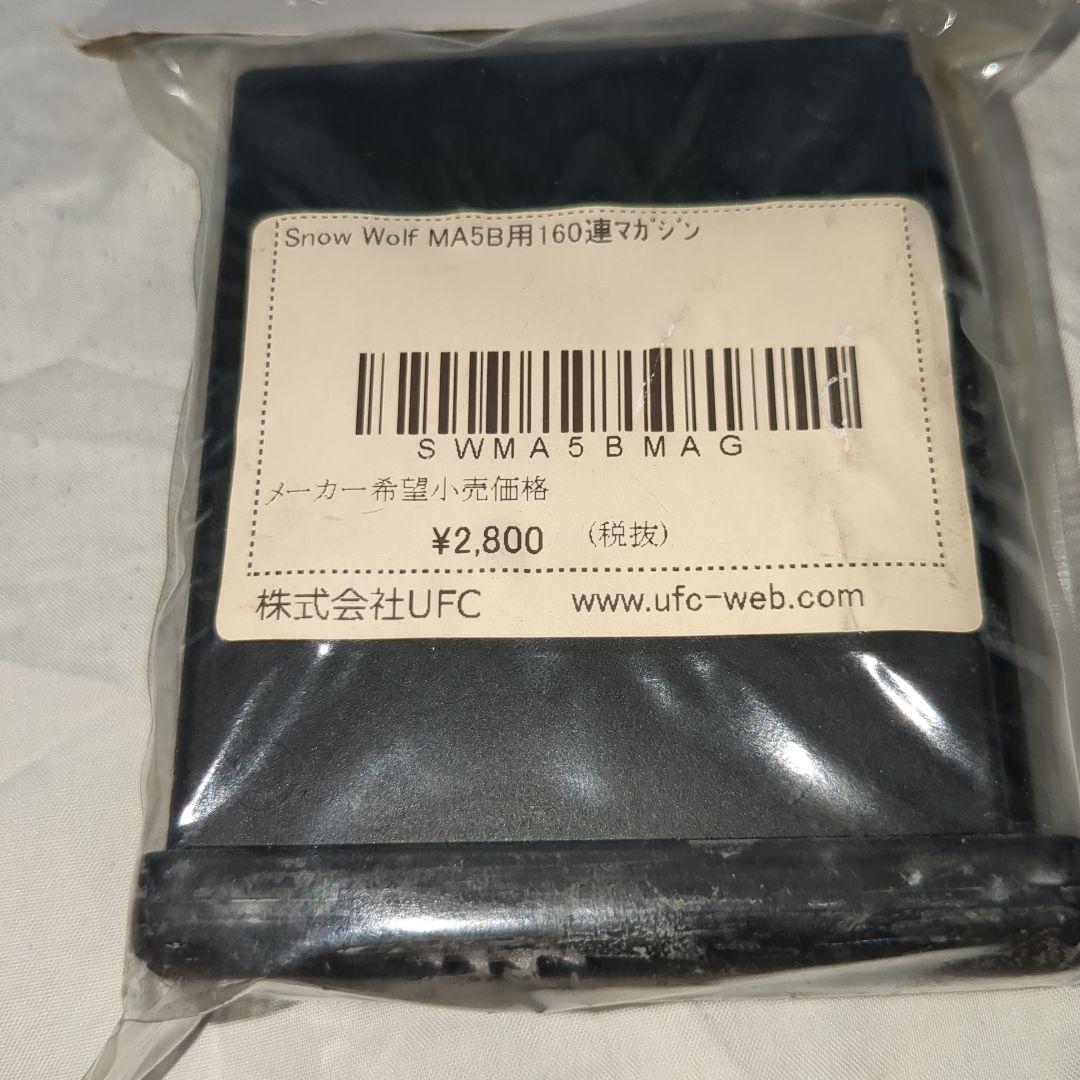 Snow Wolf MA5B用160連ﾏｶﾞｼﾞﾝ
SWMA5BMAG
メーカー希望小売価格
¥2,800 (税抜)
株式会社UFC www.ufc-web.com